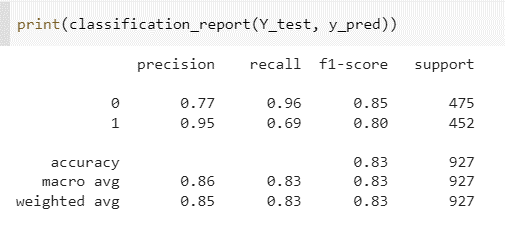 print(classification_report(Y_test, y_pred))
precision recall f1-score support
0 0.77 0.96 0.85 475
1 0.95 0.69 0.80 452
accuracy 0.83 927
macro avg 0.86 0.83 0.83 927
weighted avg 0.85 0.83 0.83 927